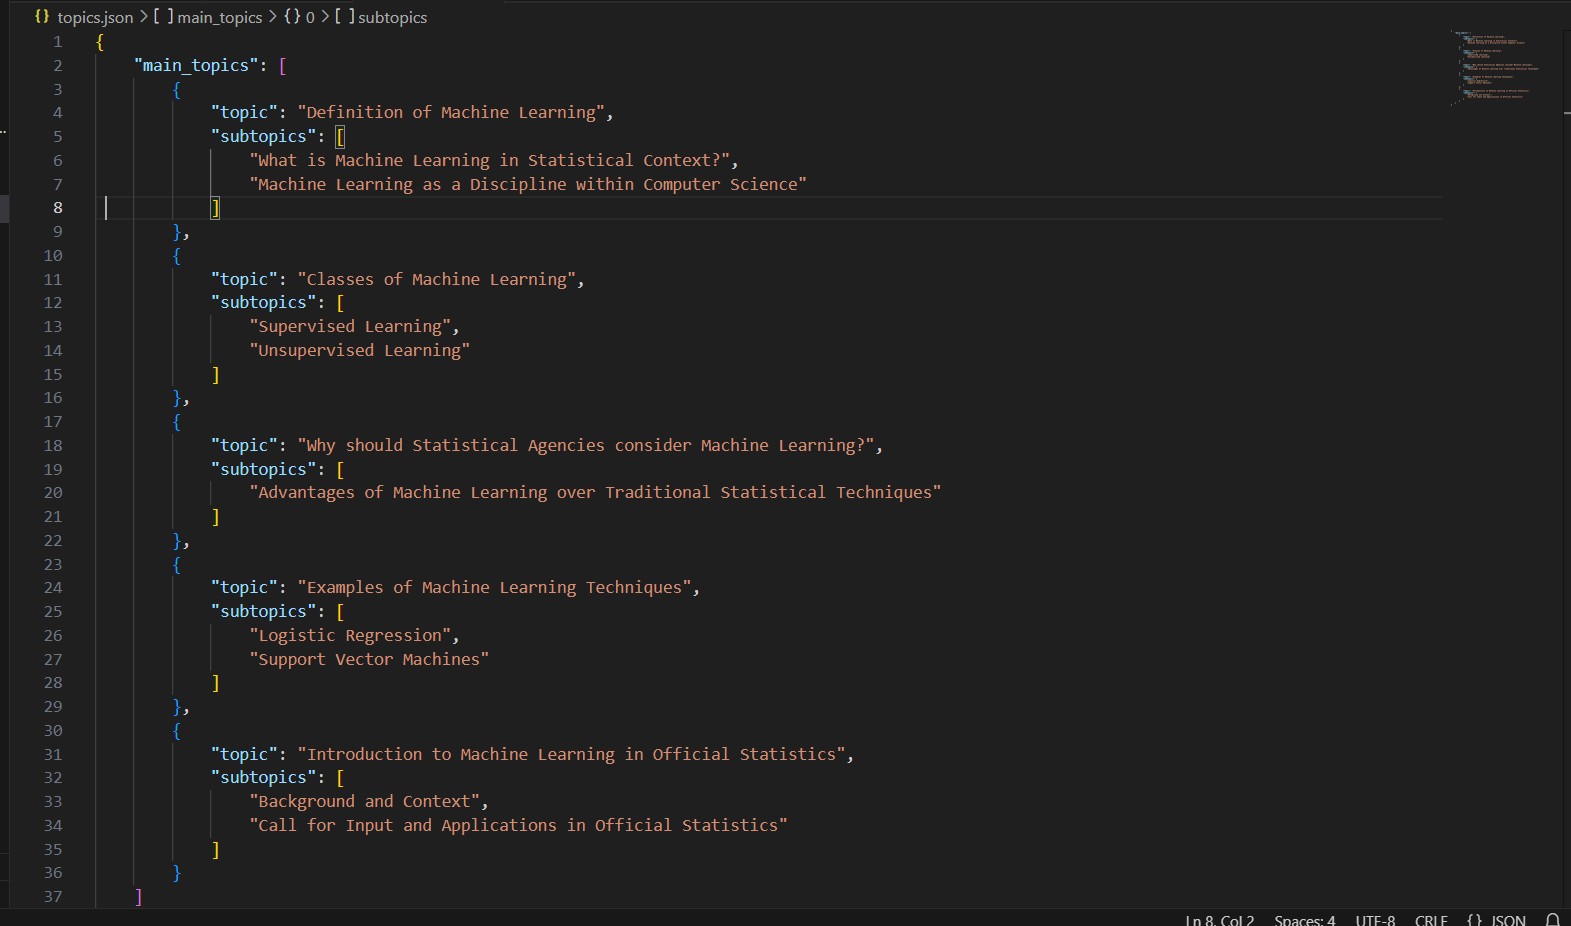 {} topics.json > [ ] main_topics > {} 0 > [ ] subtopics
1 {
2     "main_topics": [
3         {
4             "topic": "Definition of Machine Learning",
5             "subtopics": [
6                 "What is Machine Learning in Statistical Context?",
7                 "Machine Learning as a Discipline within Computer Science"
8             ]
9         },
10         {
11             "topic": "Classes of Machine Learning",
12             "subtopics": [
13                 "Supervised Learning",
14                 "Unsupervised Learning"
15             ]
16         },
17         {
18             "topic": "Why should Statistical Agencies consider Machine Learning?",
19             "subtopics": [
20                 "Advantages of Machine Learning over Traditional Statistical Techniques"
21             ]
22         },
23         {
24             "topic": "Examples of Machine Learning Techniques",
25             "subtopics": [
26                 "Logistic Regression",
27                 "Support Vector Machines"
28             ]
29         },
30         {
31             "topic": "Introduction to Machine Learning in Official Statistics",
32             "subtopics": [
33                 "Background and Context",
34                 "Call for Input and Applications in Official Statistics"
35             ]
36         }
37     ]
Ln 8, Col 2 Spaces: 4 UTF-8 CRLF {} JSON